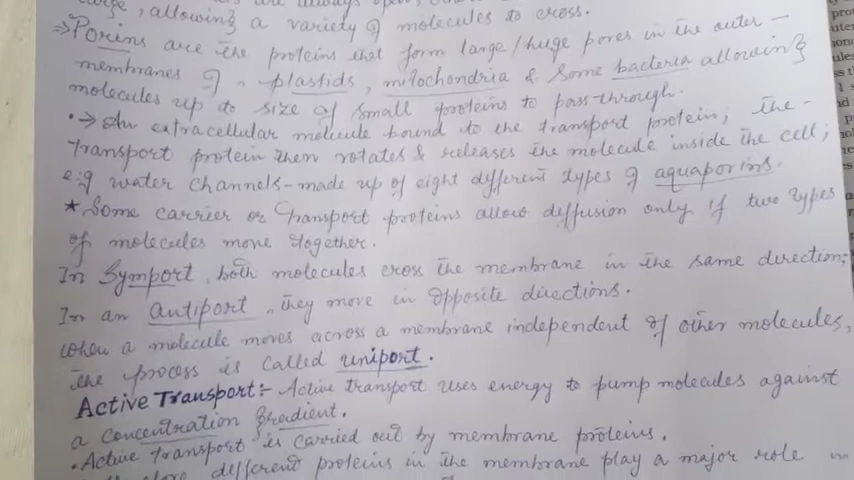 large, allowing a variety of molecules to cross.
⇒ Porins are the proteins that form large/huge pores in the outer-
membranes of plastids, mitochondria & some bacteria allowing
molecules up to size of small proteins to pass-through.
• → An extracellular molecule bound to the transport protein; the-
transport protein then rotates & releases the molecule inside the cell;
e.g water channels-made up of eight different types of aquaporins.
★ Some carrier or transport proteins allow diffusion only if two types
of molecules move together.
In Symport, both molecules cross the membrane in the same direction;
In an antiport, they move in opposite directions.
When a molecule moves across a membrane independent of other molecules,
the process is called uniport.
Active Transport:- Active transport uses energy to pump molecules against
a concentration gradient.
• Active transport is carried out by membrane proteins.
different proteins in the membrane play a major role